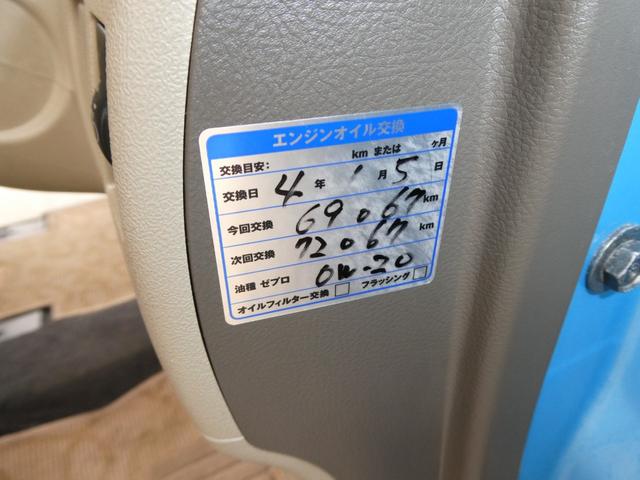 エンジンオイル交換
交換目安: km または ヶ月
交換日 4 年 1 月 5 日
今回交換 69067 km
次回交換 72067 km
油種 ゼプロ 0W-20
オイルフィルター交換 □ フラッシング □